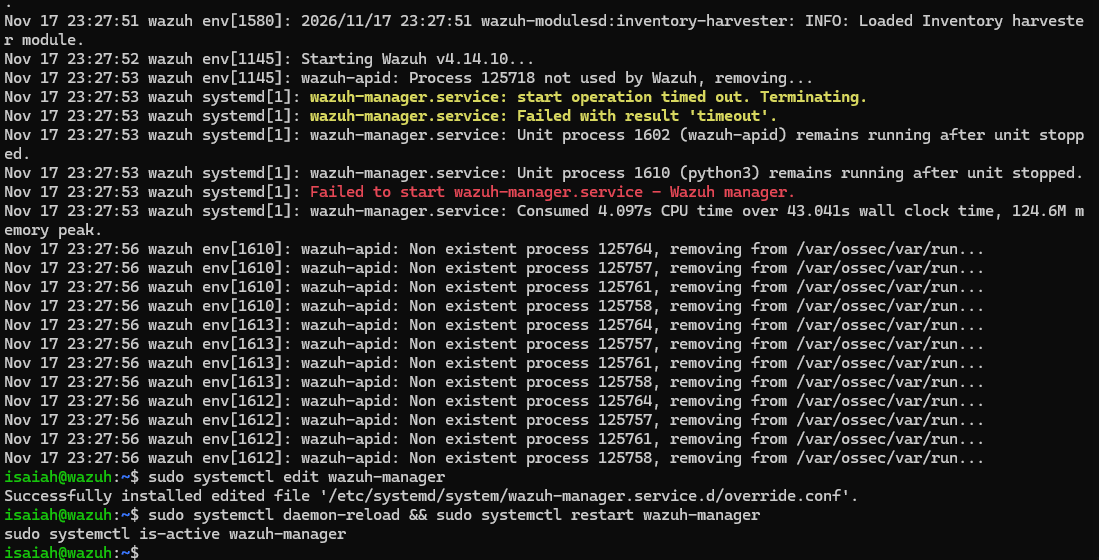 .
Nov 17 23:27:51 wazuh env[1580]: 2026/11/17 23:27:51 wazuh-modulesd:inventory-harvester: INFO: Loaded Inventory harveste
r module.
Nov 17 23:27:52 wazuh env[1145]: Starting Wazuh v4.14.10...
Nov 17 23:27:53 wazuh env[1145]: wazuh-apid: Process 125718 not used by Wazuh, removing...
Nov 17 23:27:53 wazuh systemd[1]: wazuh-manager.service: start operation timed out. Terminating.
Nov 17 23:27:53 wazuh systemd[1]: wazuh-manager.service: Failed with result 'timeout'.
Nov 17 23:27:53 wazuh systemd[1]: wazuh-manager.service: Unit process 1602 (wazuh-apid) remains running after unit stopp
ed.
Nov 17 23:27:53 wazuh systemd[1]: wazuh-manager.service: Unit process 1610 (python3) remains running after unit stopped.
Nov 17 23:27:53 wazuh systemd[1]: Failed to start wazuh-manager.service - Wazuh manager.
Nov 17 23:27:53 wazuh systemd[1]: wazuh-manager.service: Consumed 4.097s CPU time over 43.041s wall clock time, 124.6M m
emory peak.
Nov 17 23:27:56 wazuh env[1610]: wazuh-apid: Non existent process 125764, removing from /var/ossec/var/run...
Nov 17 23:27:56 wazuh env[1610]: wazuh-apid: Non existent process 125757, removing from /var/ossec/var/run...
Nov 17 23:27:56 wazuh env[1610]: wazuh-apid: Non existent process 125761, removing from /var/ossec/var/run...
Nov 17 23:27:56 wazuh env[1610]: wazuh-apid: Non existent process 125758, removing from /var/ossec/var/run...
Nov 17 23:27:56 wazuh env[1613]: wazuh-apid: Non existent process 125764, removing from /var/ossec/var/run...
Nov 17 23:27:56 wazuh env[1613]: wazuh-apid: Non existent process 125757, removing from /var/ossec/var/run...
Nov 17 23:27:56 wazuh env[1613]: wazuh-apid: Non existent process 125761, removing from /var/ossec/var/run...
Nov 17 23:27:56 wazuh env[1613]: wazuh-apid: Non existent process 125758, removing from /var/ossec/var/run...
Nov 17 23:27:56 wazuh env[1612]: wazuh-apid: Non existent process 125764, removing from /var/ossec/var/run...
Nov 17 23:27:56 wazuh env[1612]: wazuh-apid: Non existent process 125757, removing from /var/ossec/var/run...
Nov 17 23:27:56 wazuh env[1612]: wazuh-apid: Non existent process 125761, removing from /var/ossec/var/run...
Nov 17 23:27:56 wazuh env[1612]: wazuh-apid: Non existent process 125758, removing from /var/ossec/var/run...
isaiah@wazuh:~$ sudo systemctl edit wazuh-manager
Successfully installed edited file '/etc/systemd/system/wazuh-manager.service.d/override.conf'.
isaiah@wazuh:~$ sudo systemctl daemon-reload && sudo systemctl restart wazuh-manager
sudo systemctl is-active wazuh-manager
isaiah@wazuh:~$